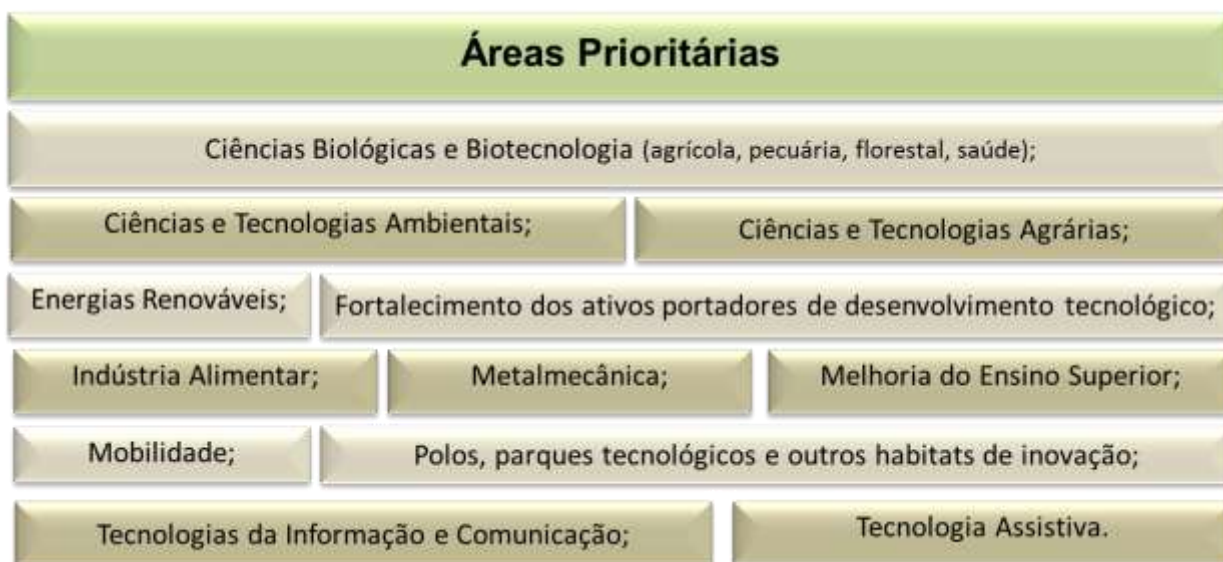 Áreas Prioritárias
Ciências Biológicas e Biotecnologia (agrícola, pecuária, florestal, saúde);
Ciências e Tecnologias Ambientais;
Ciências e Tecnologias Agrárias;
Energias Renováveis;
Fortalecimento dos ativos portadores de desenvolvimento tecnológico;
Indústria Alimentar;
Metalmecânica;
Melhoria do Ensino Superior;
Mobilidade;
Polos, parques tecnológicos e outros habitats de inovação;
Tecnologias da Informação e Comunicação;
Tecnologia Assistiva.